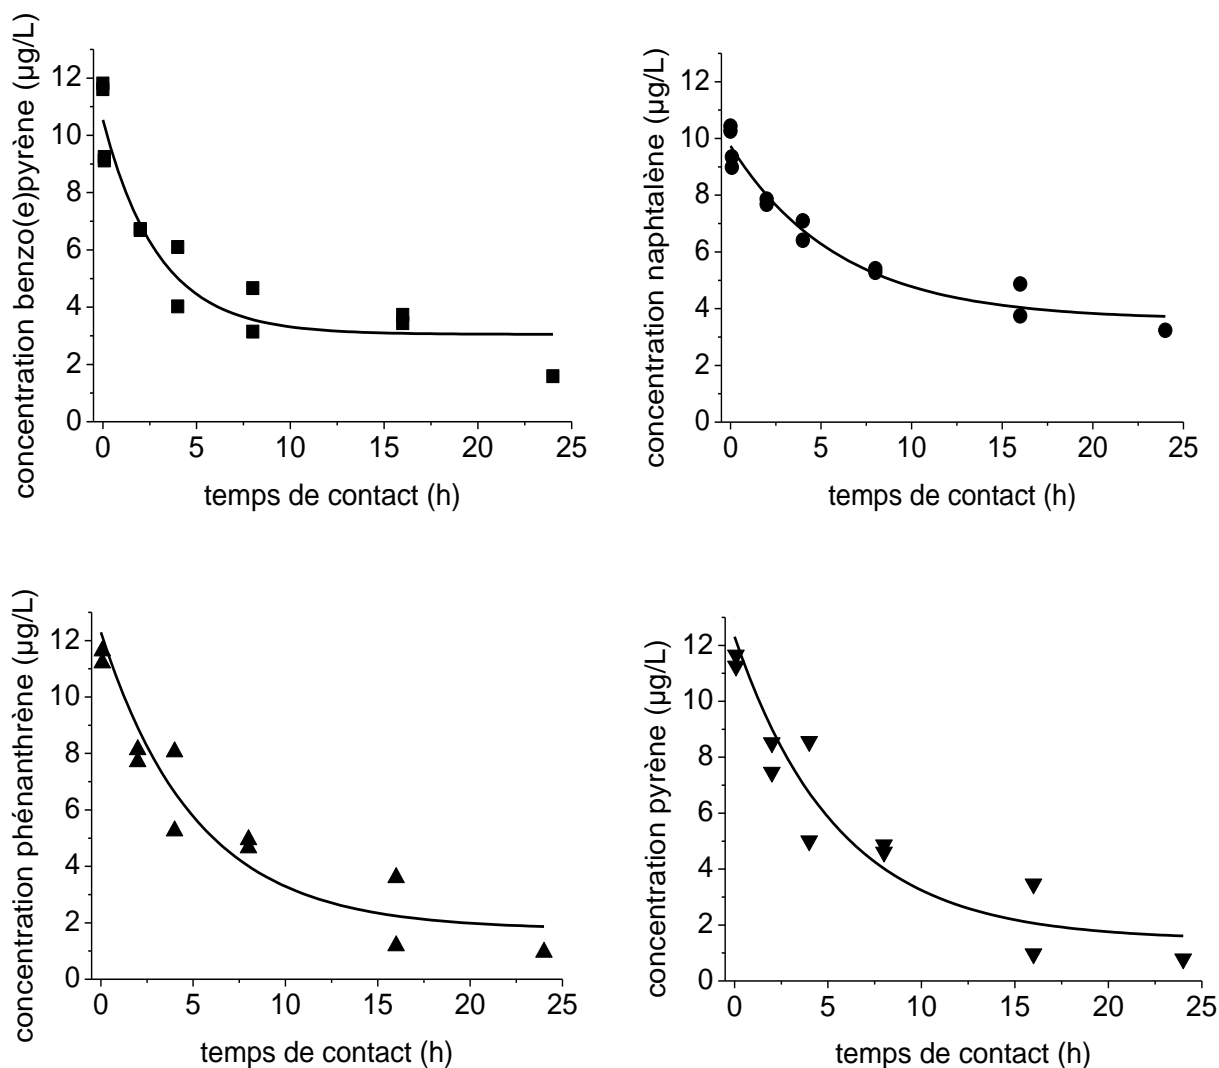 concentration benzo(e)pyrène (µg/L)
12
10
8
6
4
2
0
0 5 10 15 20 25
temps de contact (h)
concentration naphtalène (µg/L)
12
10
8
6
4
2
0
0 5 10 15 20 25
temps de contact (h)
concentration phénanthrène (µg/L)
12
10
8
6
4
2
0
0 5 10 15 20 25
temps de contact (h)
concentration pyrène (µg/L)
12
10
8
6
4
2
0
0 5 10 15 20 25
temps de contact (h)